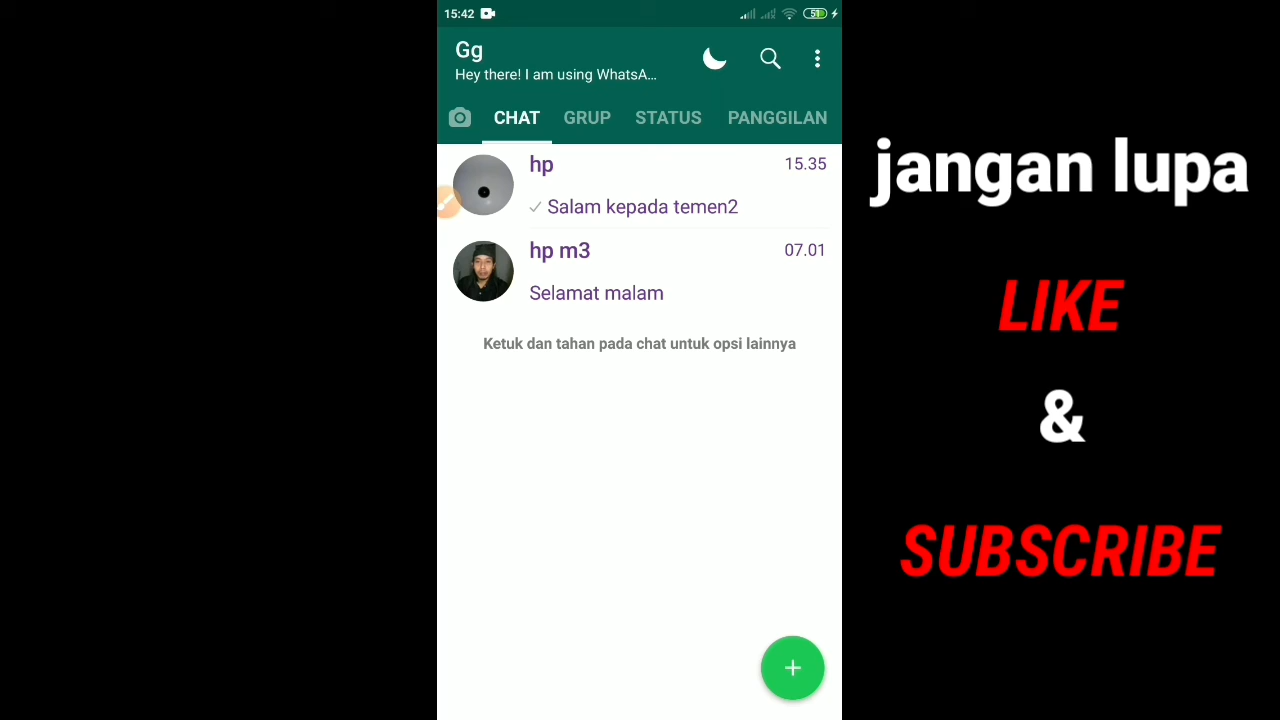 15:42
51
Gg
Hey there! I am using WhatsA...
CHAT GRUP STATUS PANGGILAN
hp 15.35
Salam kepada temen2
hp m3 07.01
Selamat malam
Ketuk dan tahan pada chat untuk opsi lainnya
jangan lupa
LIKE
&
SUBSCRIBE